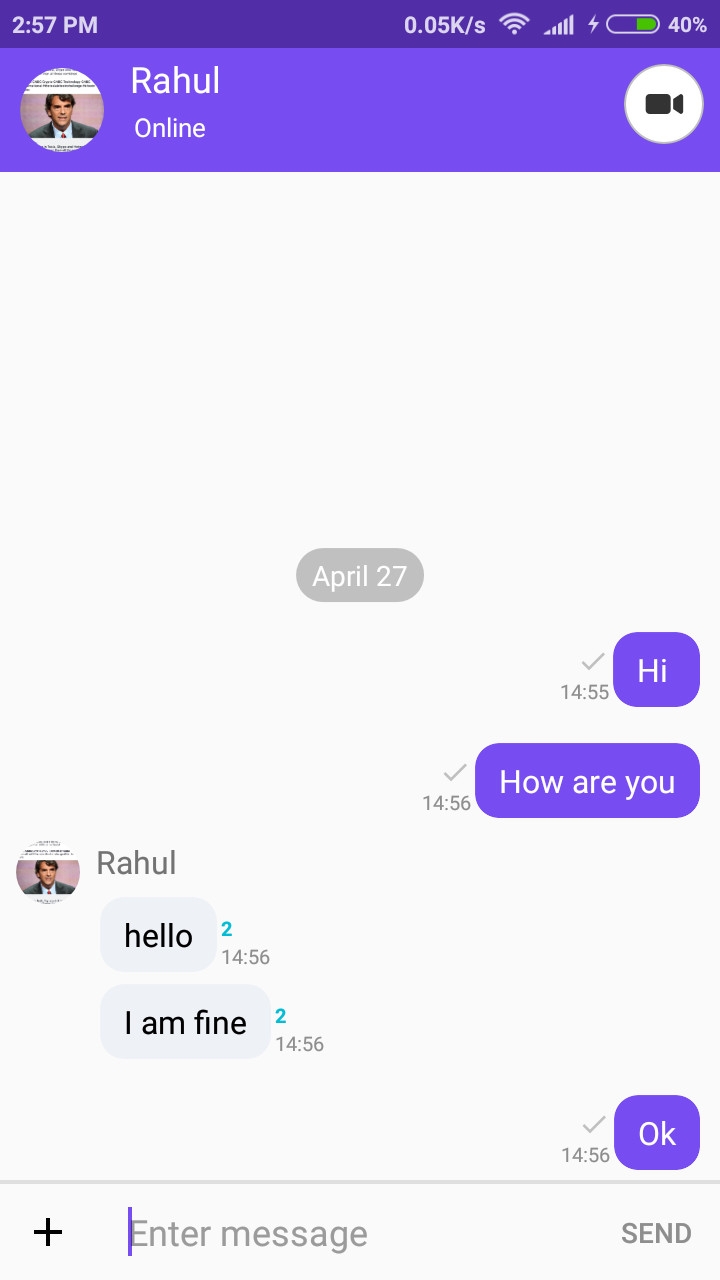 2:57 PM 0.05K/s 40%
Rahul
Online
April 27
Hi
14:55
How are you
14:56
Rahul
hello 2
14:56
I am fine 2
14:56
Ok
14:56
Enter message SEND